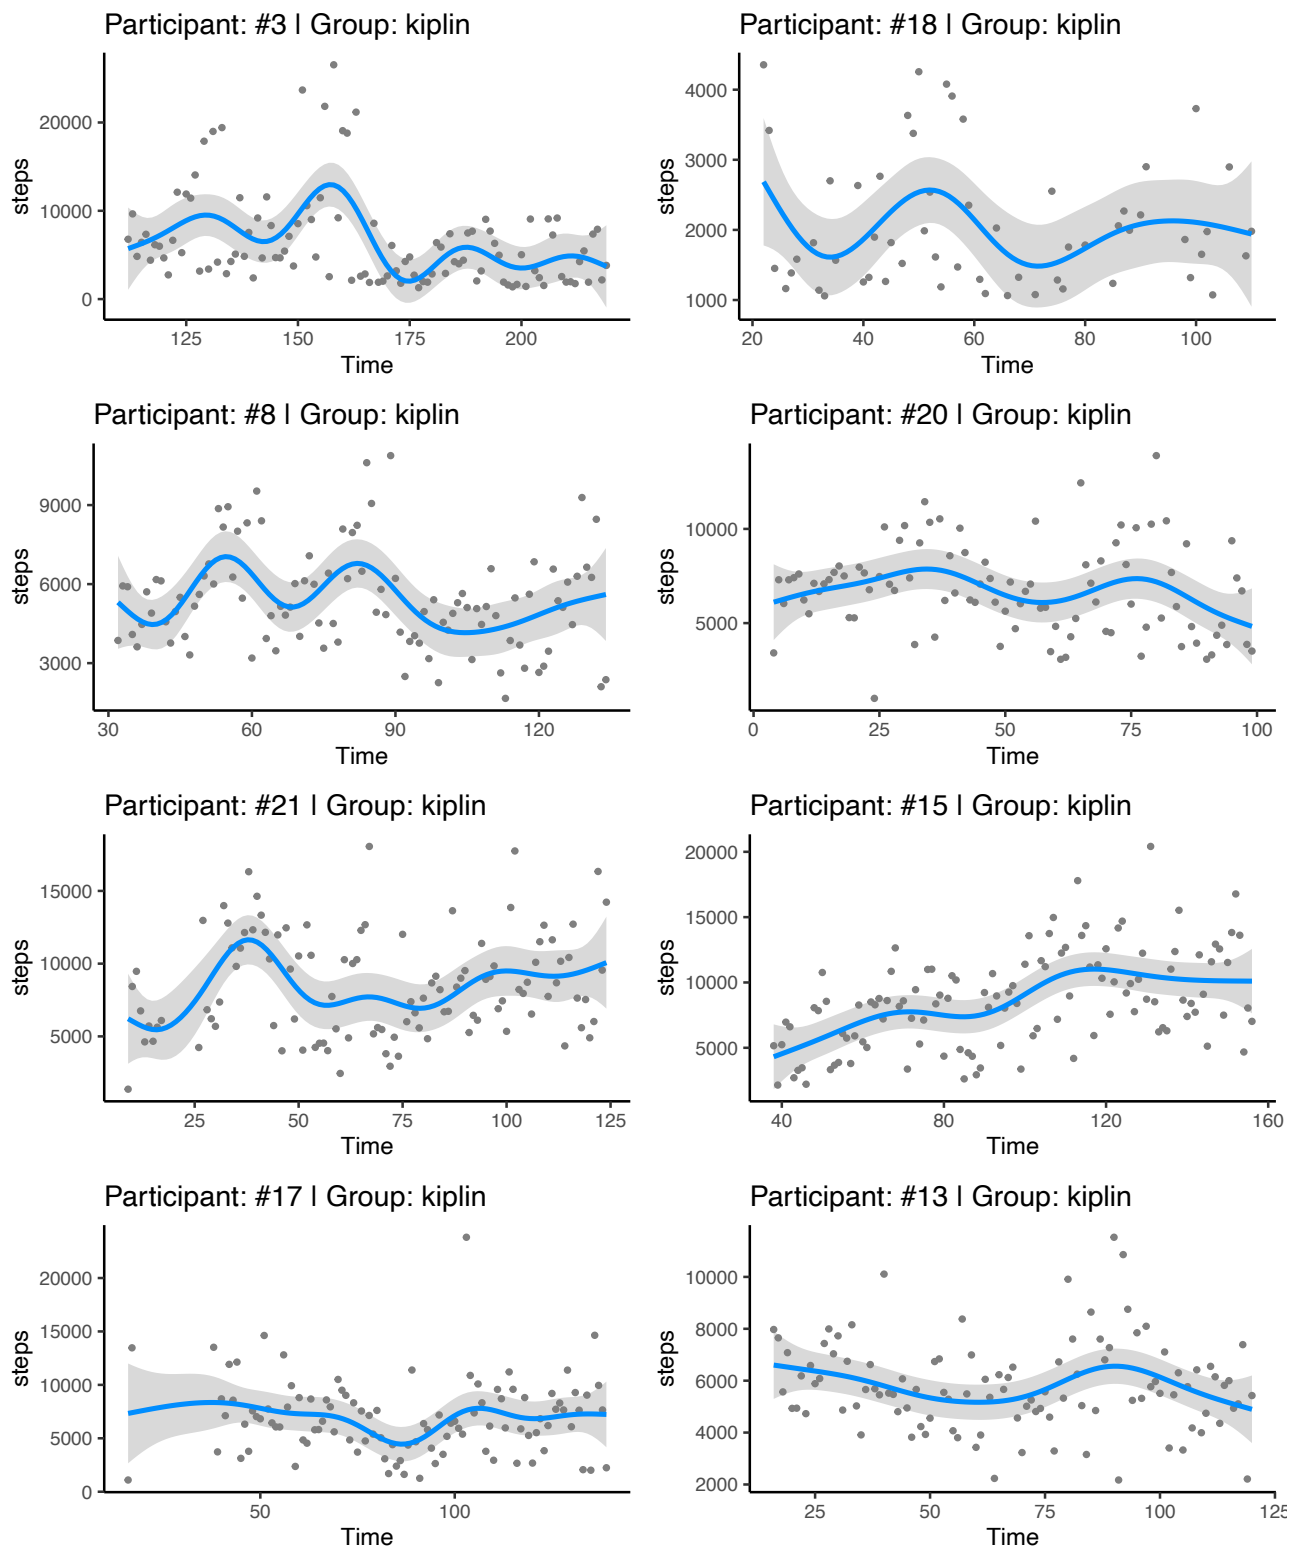 Participant: #3 | Group: kiplin
steps
20000
10000
0
125 150 175 200
Time
Participant: #18 | Group: kiplin
steps
4000
3000
2000
1000
20 40 60 80 100
Time
Participant: #8 | Group: kiplin
steps
9000
6000
3000
30 60 90 120
Time
Participant: #20 | Group: kiplin
steps
10000
5000
0 25 50 75 100
Time
Participant: #21 | Group: kiplin
steps
15000
10000
5000
25 50 75 100 125
Time
Participant: #15 | Group: kiplin
steps
20000
15000
10000
5000
40 80 120 160
Time
Participant: #17 | Group: kiplin
steps
20000
15000
10000
5000
0
50 100
Time
Participant: #13 | Group: kiplin
steps
10000
8000
6000
4000
2000
25 50 75 100 125
Time